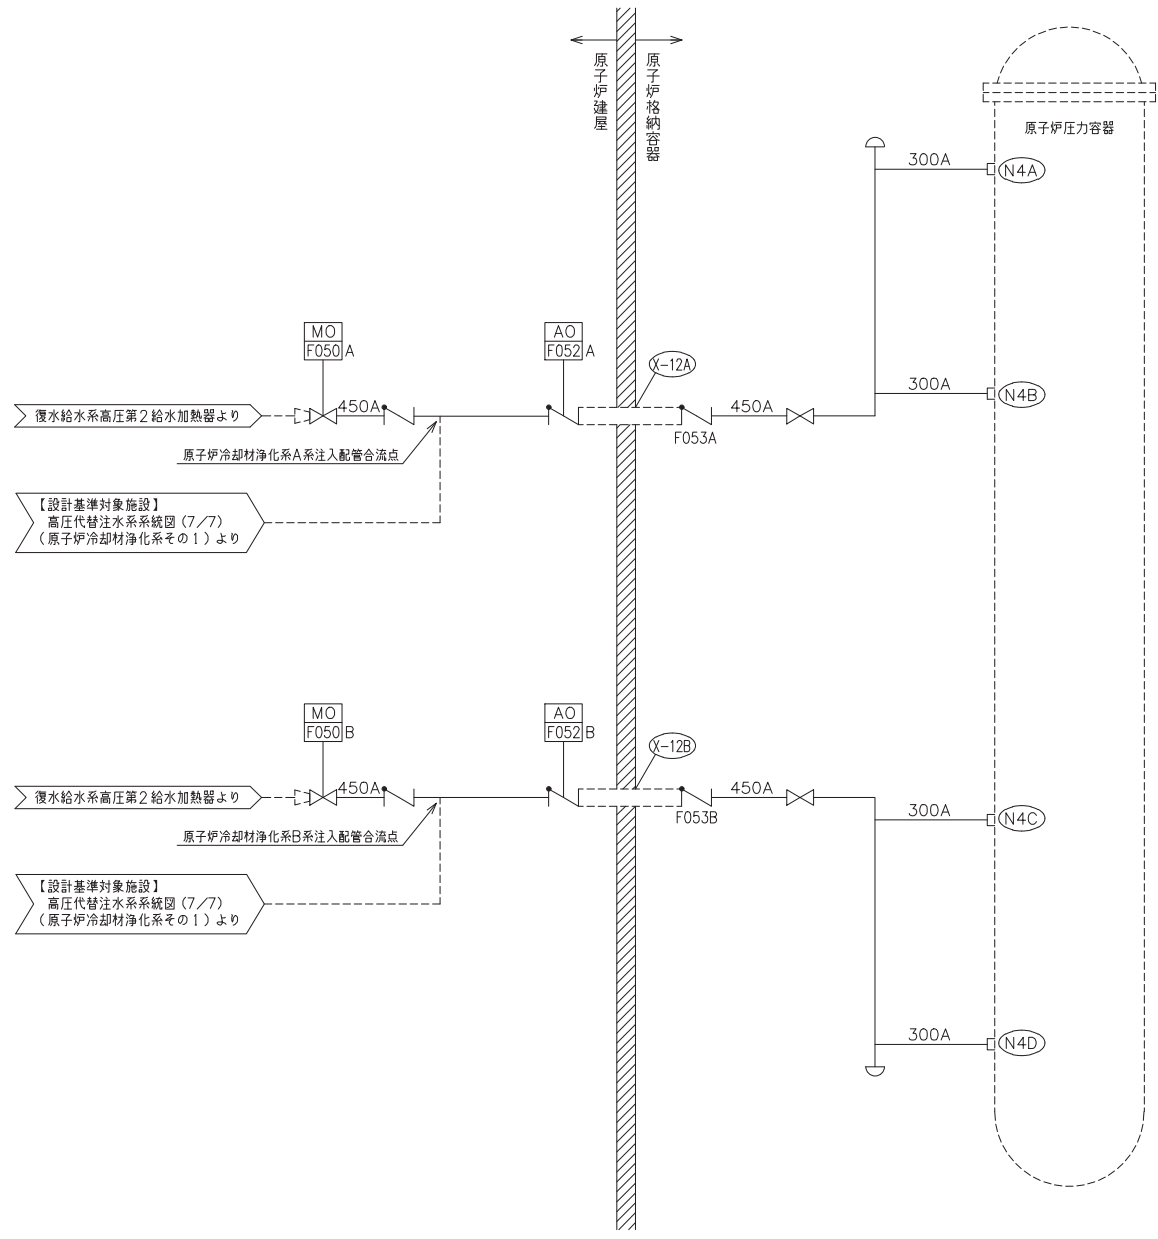 原子炉建屋
原子炉格納容器
原子炉圧力容器
300A
N4A
MO
F050 A
AO
F052 A
X-12A
300A
N4B
復水給水系高圧第2給水加熱器より
450A
450A
F053A
原子炉冷却材浄化系A系注入配管合流点
【設計基準対象施設】
高圧代替注水系系統図(7/7)
(原子炉冷却材浄化系その1)より
MO
F050 B
AO
F052 B
X-12B
復水給水系高圧第2給水加熱器より
450A
450A
F053B
300A
N4C
原子炉冷却材浄化系B系注入配管合流点
【設計基準対象施設】
高圧代替注水系系統図(7/7)
(原子炉冷却材浄化系その1)より
300A
N4D